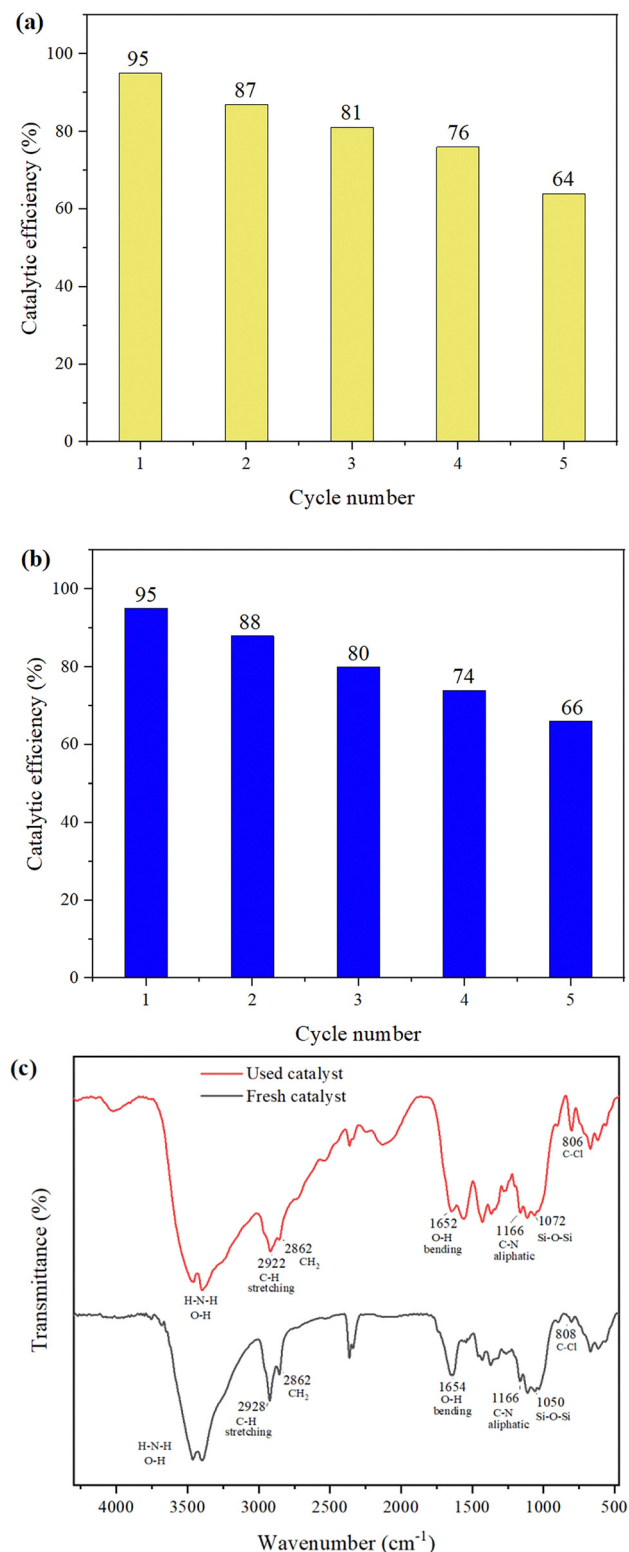 (a)
100
80
60
40
20
0
95
87
81
76
64
1
2
3
4
5
Catalytic efficiency (%)
Cycle number
(b)
100
80
60
40
20
0
95
88
80
74
66
1
2
3
4
5
Catalytic efficiency (%)
Cycle number
(c)
Used catalyst
Fresh catalyst
Transmittance (%)
806
C-Cl
1652
O-H
bending
1166
C-N
aliphatic
1072
Si-O-Si
2862
CH₂
2922
C-H
stretching
H-N-H
O-H
808
C-Cl
1654
O-H
bending
1166
C-N
aliphatic
1050
Si-O-Si
2862
CH₂
2928
C-H
stretching
H-N-H
O-H
4000
3500
3000
2500
2000
1500
1000
500
Wavenumber (cm⁻¹)